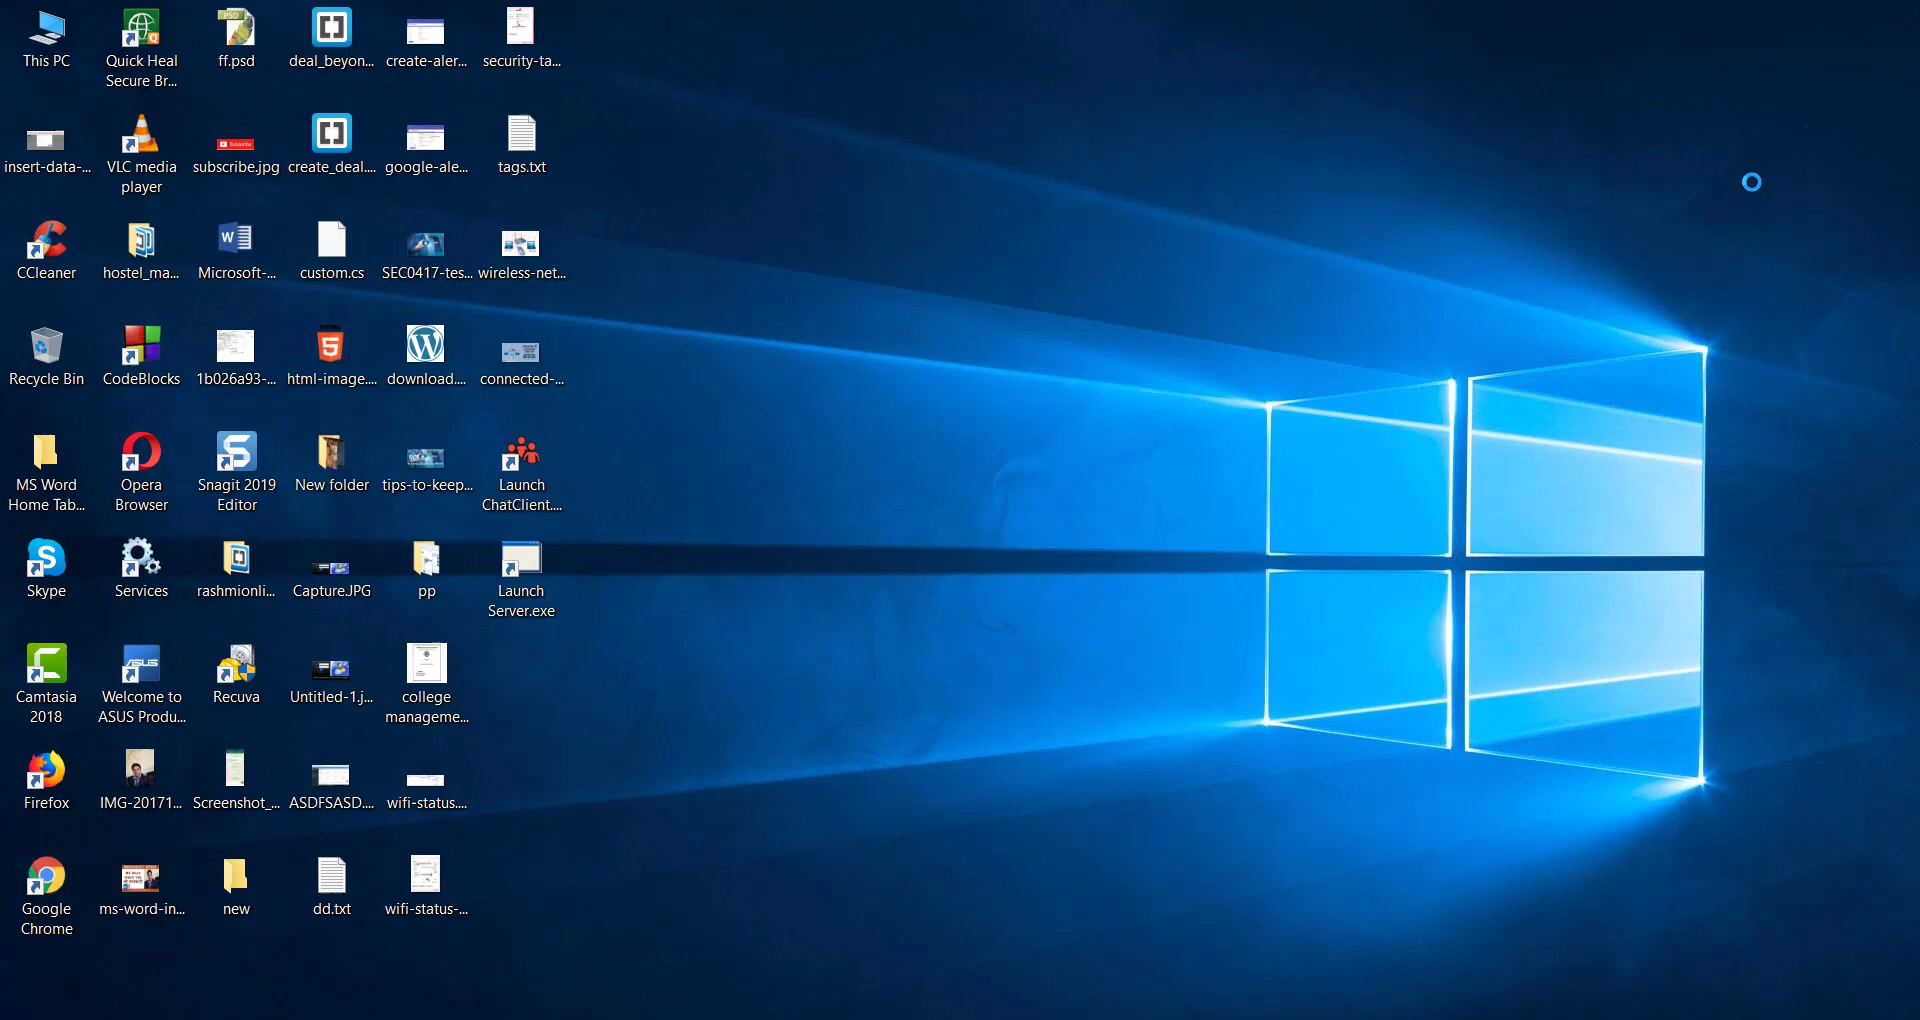 This PC
Quick Heal
Secure Br...
ff.psd
deal_beyon...
create-aler...
security-ta...
insert-data-...
VLC media
player
subscribe.jpg
create_deal....
google-ale...
tags.txt
CCleaner
hostel_ma...
Microsoft-...
custom.cs
SEC0417-tes...
wireless-net...
Recycle Bin
CodeBlocks
1b026a93-...
html-image....
download....
connected-...
MS Word
Home Tab...
Opera
Browser
Snagit 2019
Editor
New folder
tips-to-keep...
Launch
ChatClient....
Skype
Services
rashmionli...
Capture.JPG
pp
Launch
Server.exe
Camtasia
2018
Welcome to
ASUS Produ...
Recuva
Untitled-1.j...
college
manageme...
Firefox
IMG-20171...
Screenshot_...
ASDFSASD....
wifi-status....
Google
Chrome
ms-word-in...
new
dd.txt
wifi-status-...